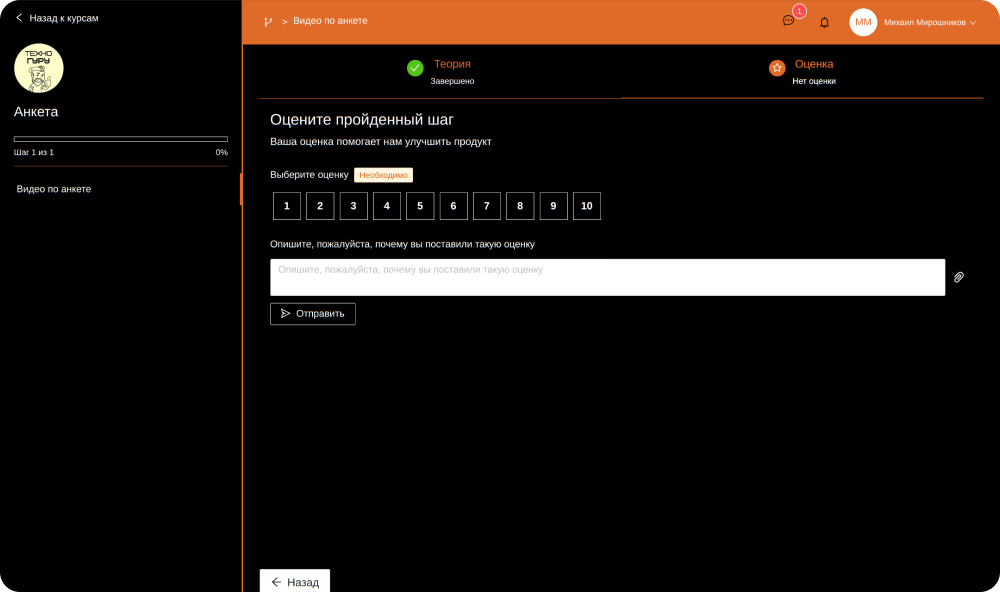 Назад к курсам
ТЕХНО
ГУРУ
Анкета
Шаг 1 из 1 0%
Видео по анкете
> Видео по анкете
1
ММ Михаил Мирошников
Теория
Завершено
Оценка
Нет оценки
Оцените пройденный шаг
Ваша оценка помогает нам улучшить продукт
Выберите оценку Необходимо
1 2 3 4 5 6 7 8 9 10
Опишите, пожалуйста, почему вы поставили такую оценку
Опишите, пожалуйста, почему вы поставили такую оценку
Отправить
Назад